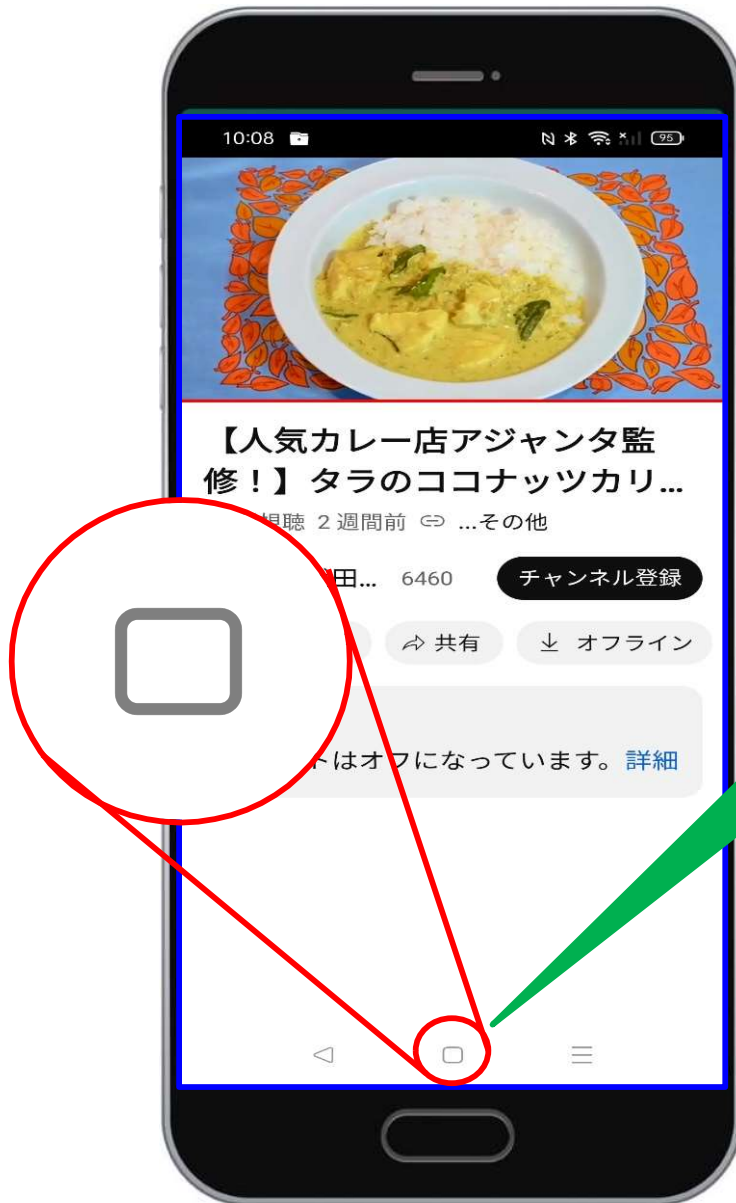 10:08
95
【人気カレー店アジャンタ監
修！】タラのココナッツカリ...
視聴 2 週間前 ...その他
田... 6460 チャンネル登録
共有 オフライン
トはオフになっています。詳細